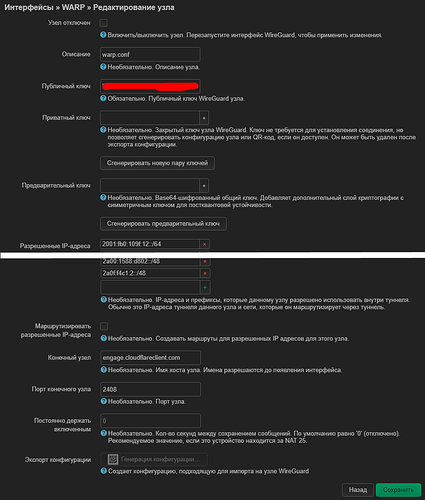 Интерфейсы » WARP » Редактирование узла
Узел отключен
Включить/выключить узел. Перезапустите интерфейс WireGuard, чтобы применить изменения.
Описание
warp.conf
Необязательно. Описание узла.
Публичный ключ
Обязательно. Публичный ключ WireGuard узла.
Приватный ключ
Необязательно. Закрытый ключ узла WireGuard. Ключ не требуется для установления соединения, но
позволяет сгенерировать конфигурацию узла или QR-код, если он доступен. Он может быть удален после
экспорта конфигурации.
Сгенерировать новую пару ключей
Предварительный ключ
Необязательно. Base64-шифрованный общий ключ. Добавляет дополнительный слой криптографии с
симметричным ключом для постквантовой устойчивости.
Сгенерировать предварительный ключ
Разрешенные IP-адреса
2001:fb0:109f:12::/64
2a00:1588:d802::/48
2a0f:f4c1:2::/48
Необязательно. IP-адреса и префиксы, которые данному узлу разрешено использовать внутри туннеля.
Обычно это IP-адреса туннеля данного узла и сети, которые он маршрутизирует через туннель.
Маршрутизировать
разрешенные IP-адреса
Необязательно. Создавать маршруты для разрешенных IP адресов для этого узла.
Конечный узел
engage.cloudflareclient.com
Необязательно. Имя хоста узла. Имена разрешаются до появления интерфейса.
Порт конечного узла
2408
Необязательно. Порт узла.
Постоянно держать
включенным
0
Необязательно. Кол-во секунд между сохранением сообщений. По умолчанию равно '0' (отключено).
Рекомендуемое значение, если это устройство находится за NAT 25.
Экспорт конфигурации
Генерация конфигурации...
Создает конфигурацию, подходящую для импорта на узле WireGuard
Назад
Сохранить